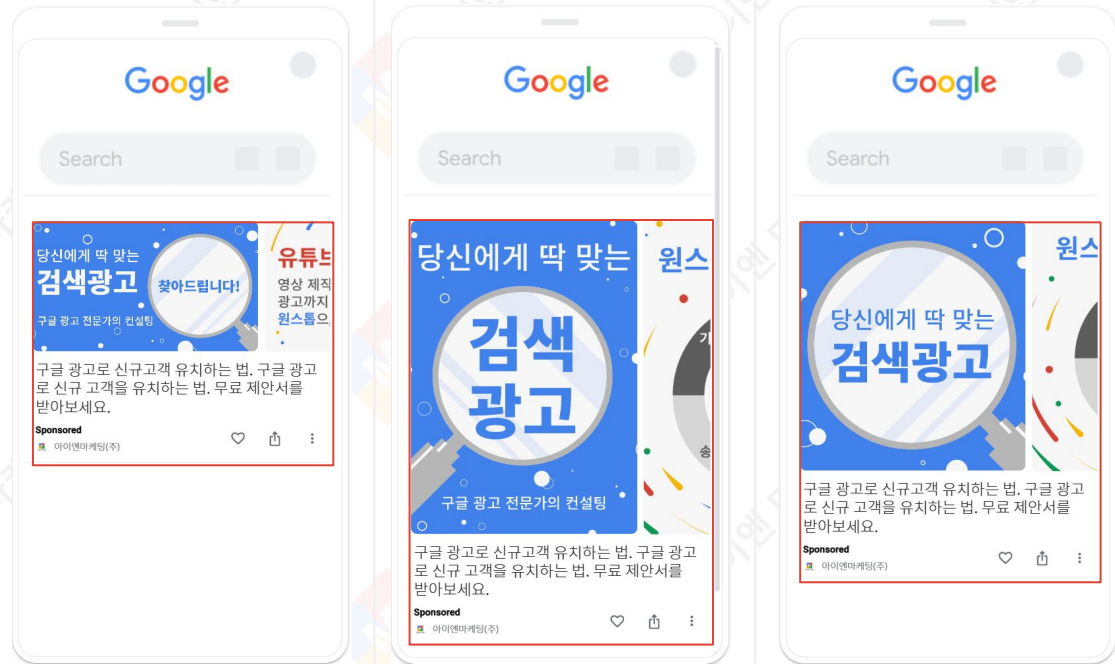 Google
Search
당신에게 딱 맞는
검색광고
찾아드립니다!
구글 광고 전문가의 컨설팅
유튜브
영상 제작
광고까지
원스톱으
구글 광고로 신규고객 유치하는 법. 구글 광고
로 신규 고객을 유치하는 법. 무료 제안서를
받아보세요.
Sponsored
아이엔마케팅(주)
Google
Search
당신에게 딱 맞는
검색
광고
구글 광고 전문가의 컨설팅
원스
가
송
구글 광고로 신규고객 유치하는 법. 구글 광고
로 신규 고객을 유치하는 법. 무료 제안서를
받아보세요.
Sponsored
아이엔마케팅(주)
Google
Search
당신에게 딱 맞는
검색광고
원스
구글 광고로 신규고객 유치하는 법. 구글 광고
로 신규 고객을 유치하는 법. 무료 제안서를
받아보세요.
Sponsored
아이엔마케팅(주)